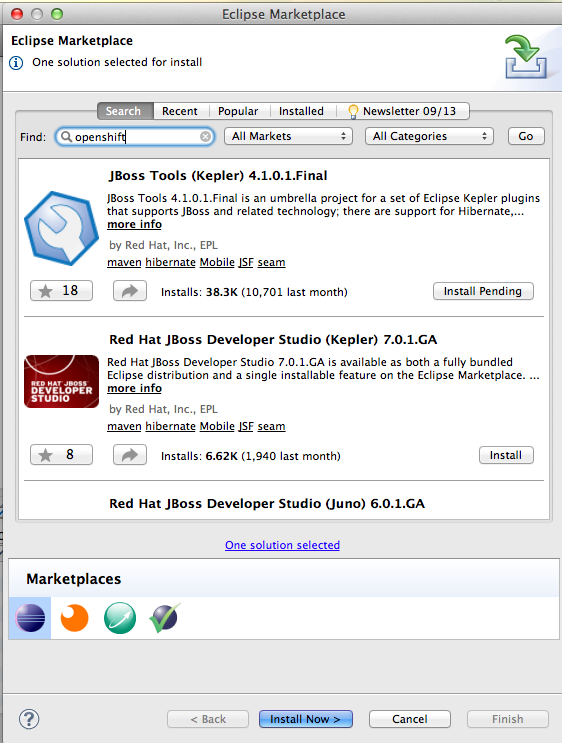 Eclipse Marketplace
Eclipse Marketplace
One solution selected for install
Search Recent Popular Installed Newsletter 09/13
Find: openshift All Markets All Categories Go
JBoss Tools (Kepler) 4.1.0.1.Final
JBoss Tools 4.1.0.1.Final is an umbrella project for a set of Eclipse Kepler plugins
that supports JBoss and related technology; there are support for Hibernate,...
more info
by Red Hat, Inc., EPL
maven hibernate Mobile JSF seam
18 Installs: 38.3K (10,701 last month) Install Pending
Red Hat JBoss Developer Studio (Kepler) 7.0.1.GA
RED HAT JBOSS
DEVELOPER
STUDIO
Red Hat JBoss Developer Studio 7.0.1.GA is available as both a fully bundled
Eclipse distribution and a single installable feature on the Eclipse Marketplace. ...
more info
by Red Hat, Inc., EPL
maven hibernate Mobile JSF seam
8 Installs: 6.62K (1,940 last month) Install
Red Hat JBoss Developer Studio (Juno) 6.0.1.GA
One solution selected
Marketplaces
? < Back Install Now > Cancel Finish